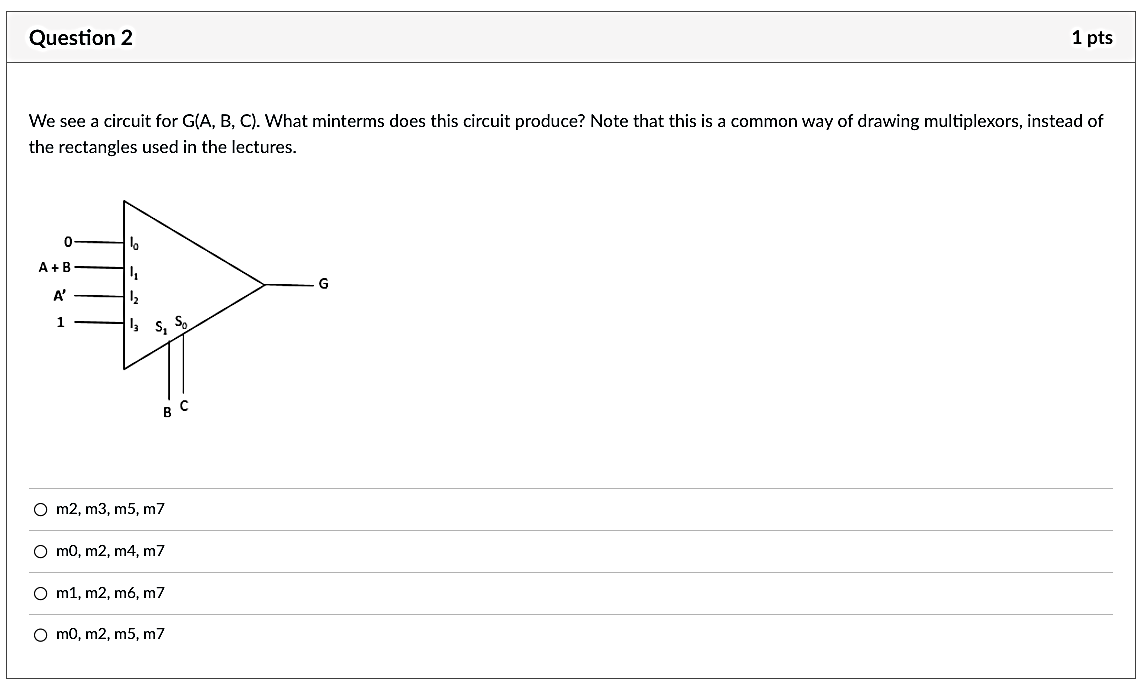 Question 2
1 pts
We see a circuit for G(A, B, C). What minterms does this circuit produce? Note that this is a common way of drawing multiplexors, instead of
the rectangles used in the lectures.
0
I₀
A + B
I₁
G
A’
I₂
1
I₃
S₁
S₀
B
C
m2, m3, m5, m7
m0, m2, m4, m7
m1, m2, m6, m7
m0, m2, m5, m7